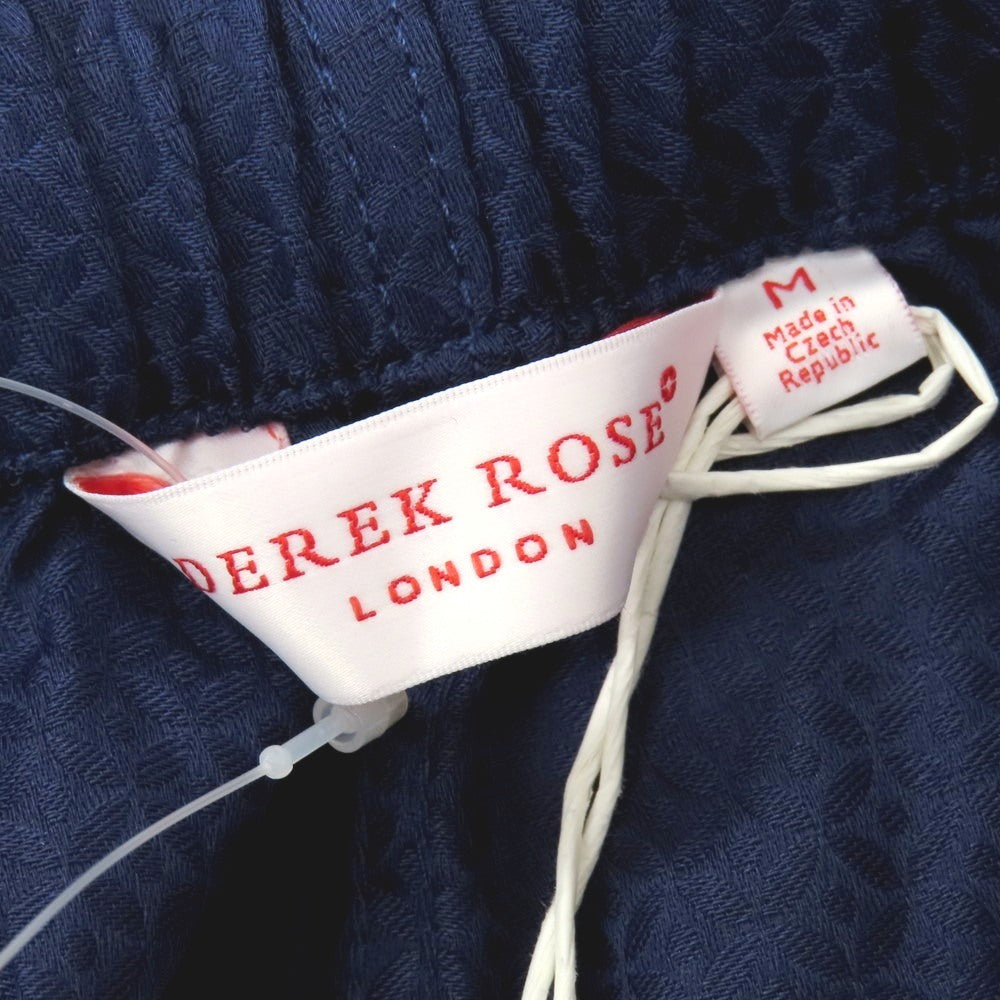 M
Made in
Czech
Republic
DEREK ROSE
LONDON